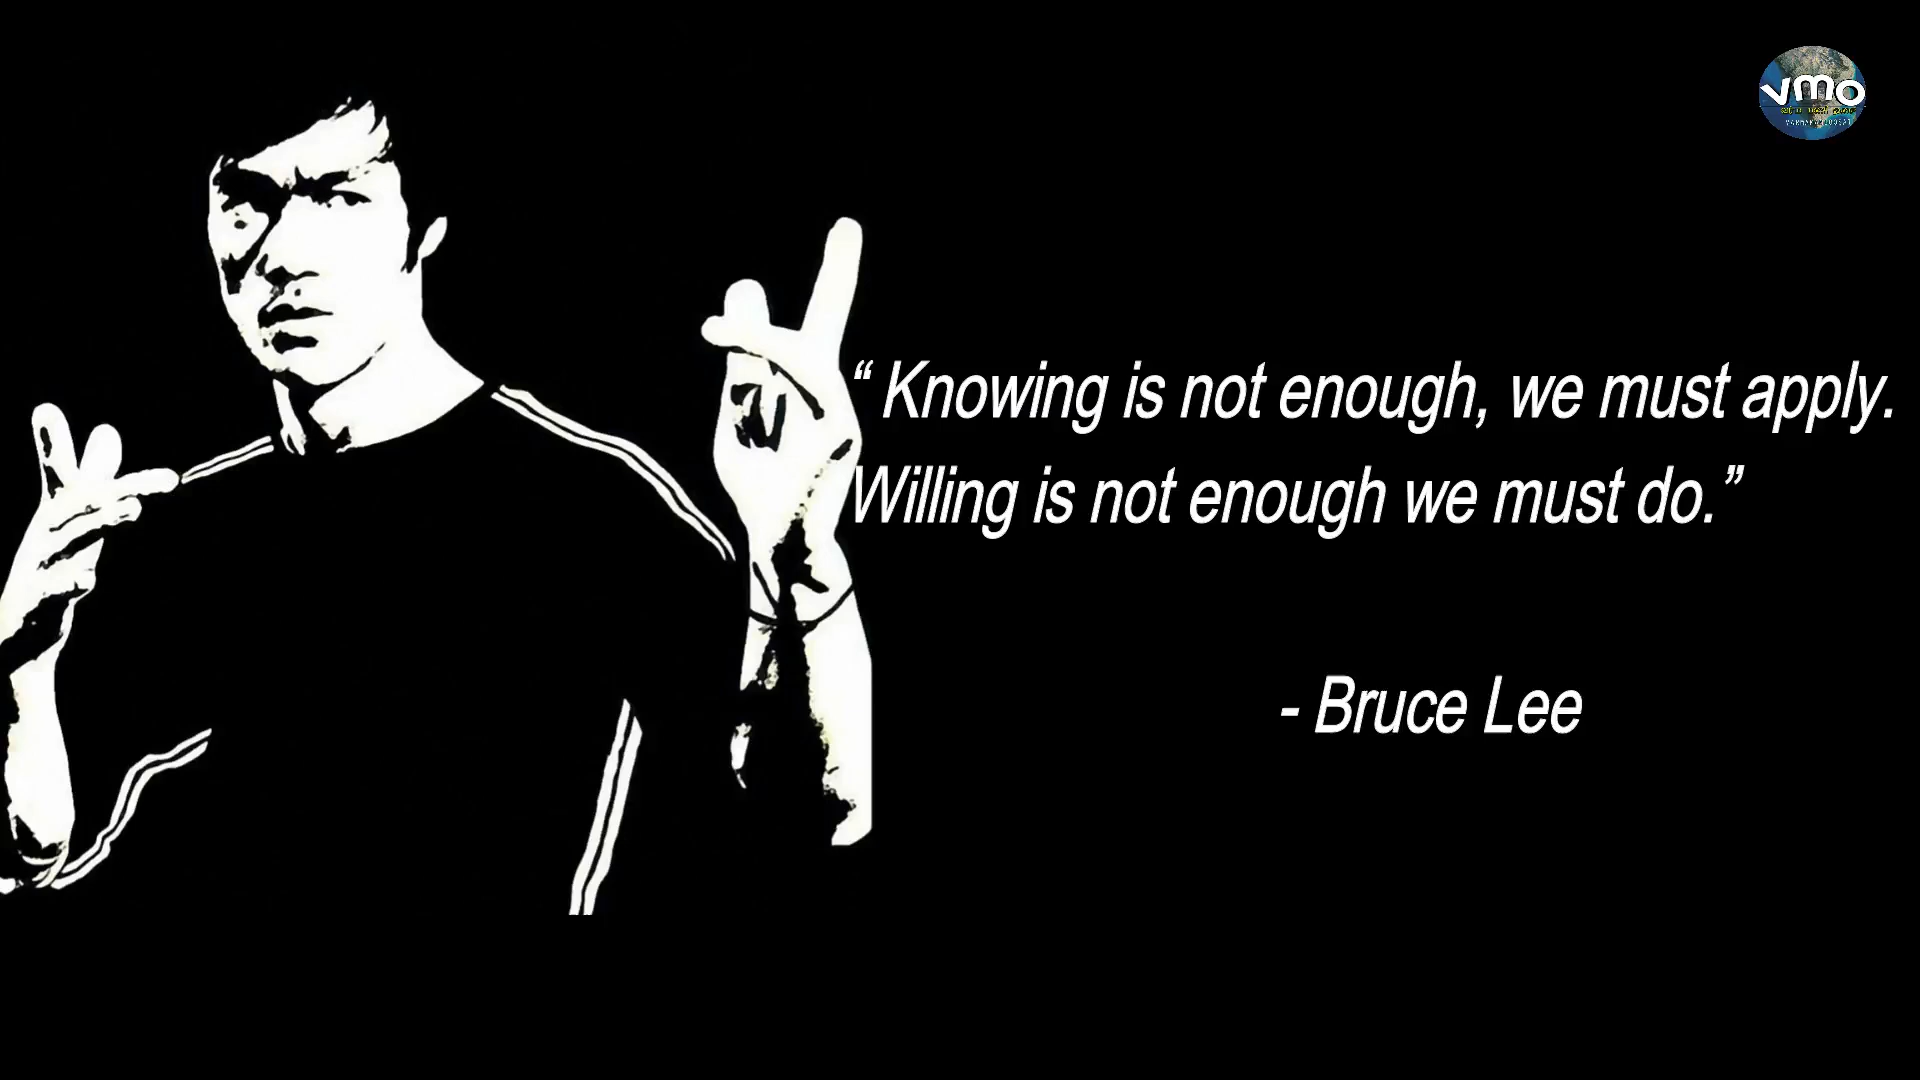 vmo
“ Knowing is not enough, we must apply.
Willing is not enough we must do.”
- Bruce Lee